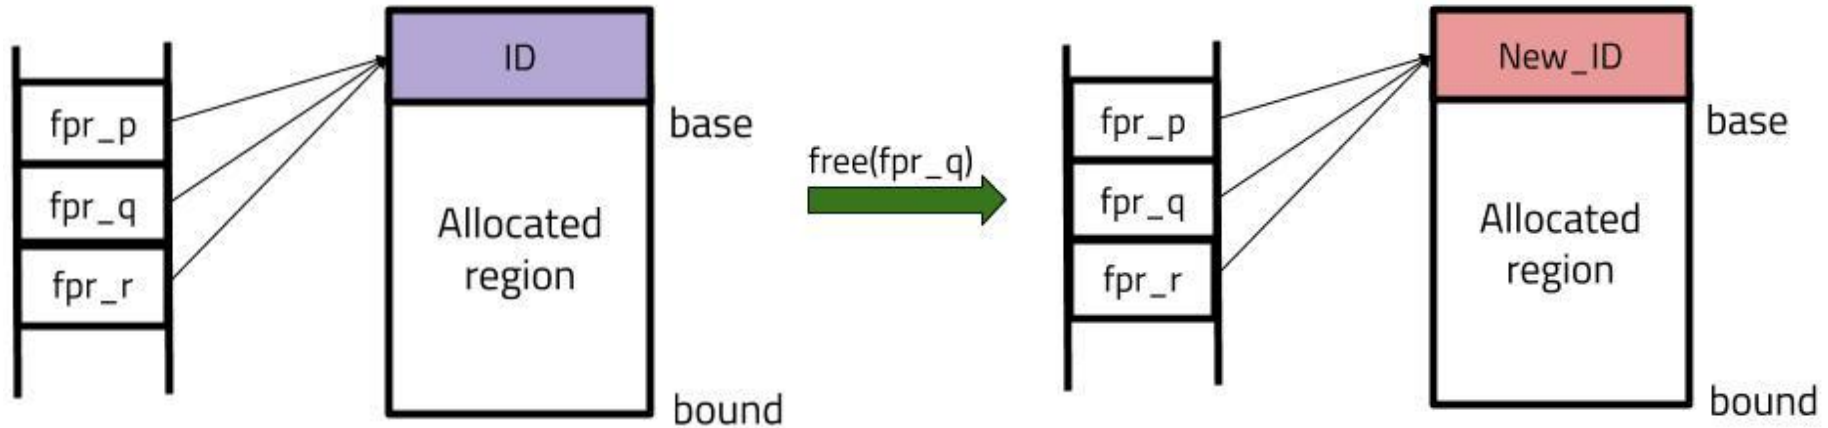 fpr_p
fpr_q
fpr_r
ID
Allocated
region
base
bound
free(fpr_q)
fpr_p
fpr_q
fpr_r
New_ID
Allocated
region
base
bound